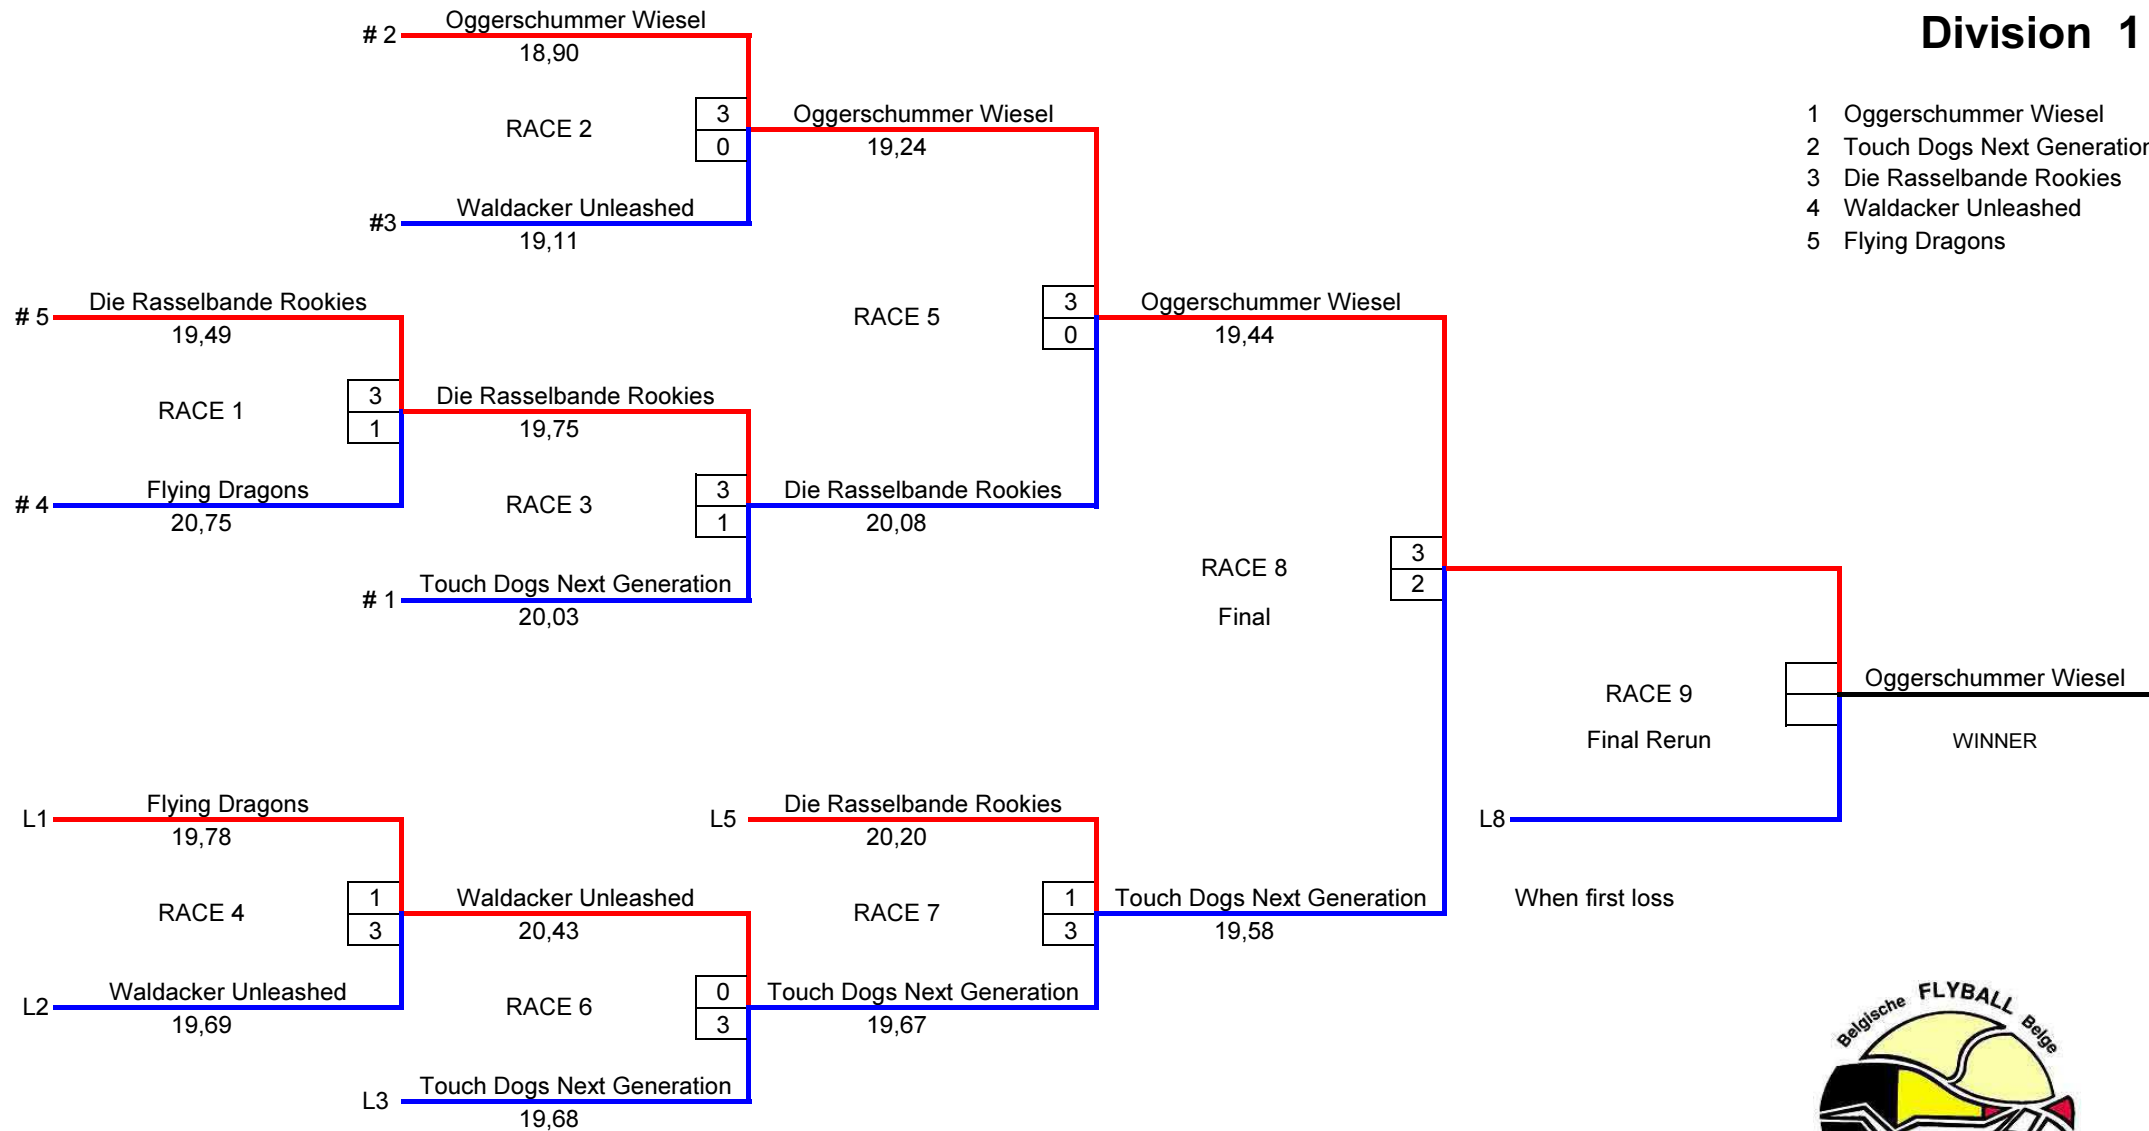 Division 1
# 2 Oggerschummer Wiesel
18,90
RACE 2
3
0
#3 Waldacker Unleashed
19,11
Oggerschummer Wiesel
19,24
1 Oggerschummer Wiesel
2 Touch Dogs Next Generation
3 Die Rasselbande Rookies
4 Waldacker Unleashed
5 Flying Dragons
# 5 Die Rasselbande Rookies
19,49
RACE 1
3
1
# 4 Flying Dragons
20,75
Die Rasselbande Rookies
19,75
RACE 3
3
1
# 1 Touch Dogs Next Generation
20,03
RACE 5
3
0
Die Rasselbande Rookies
20,08
Oggerschummer Wiesel
19,44
RACE 8
Final
3
2
RACE 9
Final Rerun
Oggerschummer Wiesel
WINNER
L8
When first loss
L1 Flying Dragons
19,78
RACE 4
1
3
L2 Waldacker Unleashed
19,69
Waldacker Unleashed
20,43
RACE 6
0
3
L3 Touch Dogs Next Generation
19,68
L5 Die Rasselbande Rookies
20,20
RACE 7
1
3
Touch Dogs Next Generation
19,67
Touch Dogs Next Generation
19,58
Belgische FLYBALL Belge